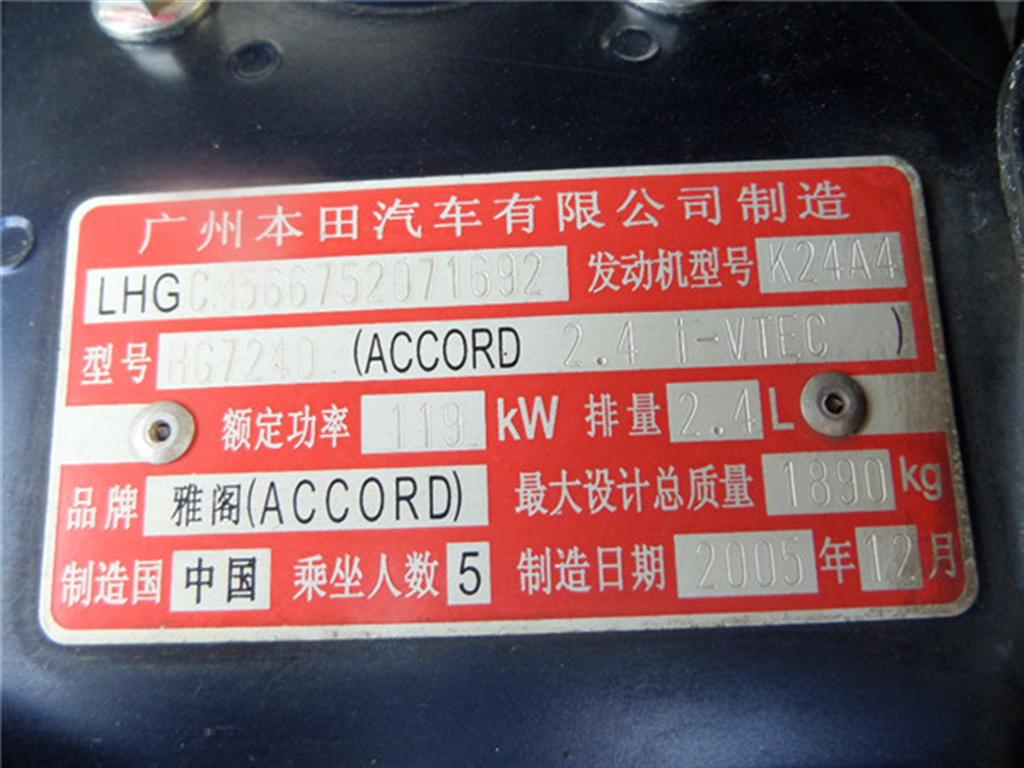 广州本田汽车有限公司制造
LHGCM566752071692 发动机型号 K24A4
型号 HG7240 (ACCORD 2.4 i-VTEC )
额定功率 119 kW 排量 2.4 L
品牌 雅阁(ACCORD) 最大设计总质量 1890 kg
制造国 中国 乘坐人数 5 制造日期 2005 年 12 月